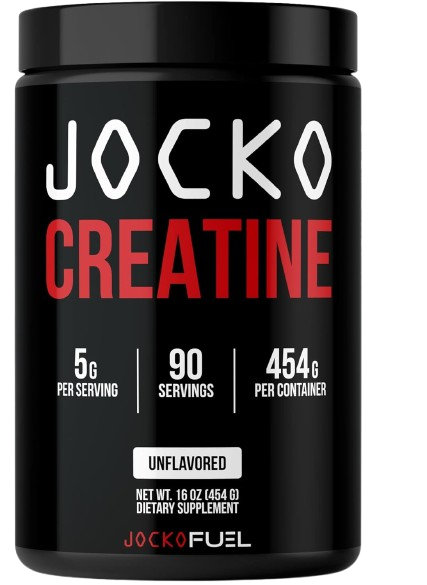 JOCKO
CREATINE
5G
PER SERVING
90
SERVINGS
454G
PER CONTAINER
UNFLAVORED
NET WT. 16 OZ (454 G)
DIETARY SUPPLEMENT
JOCKOFUEL